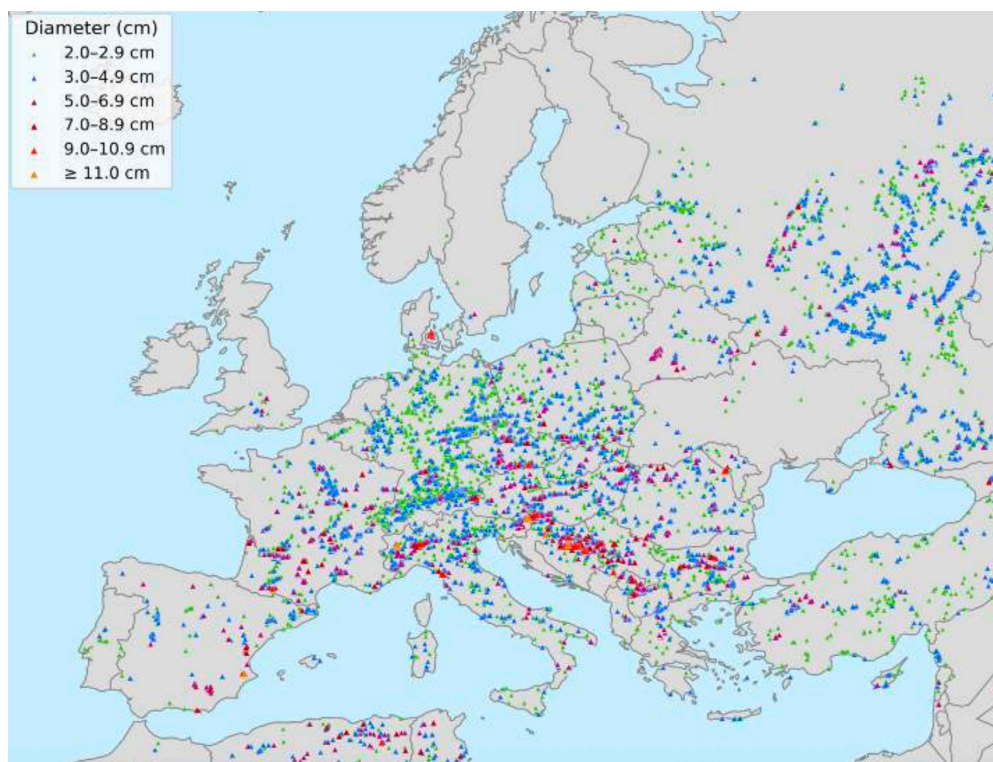 Diameter (cm)
2.0–2.9 cm
3.0–4.9 cm
5.0–6.9 cm
7.0–8.9 cm
9.0–10.9 cm
≥ 11.0 cm